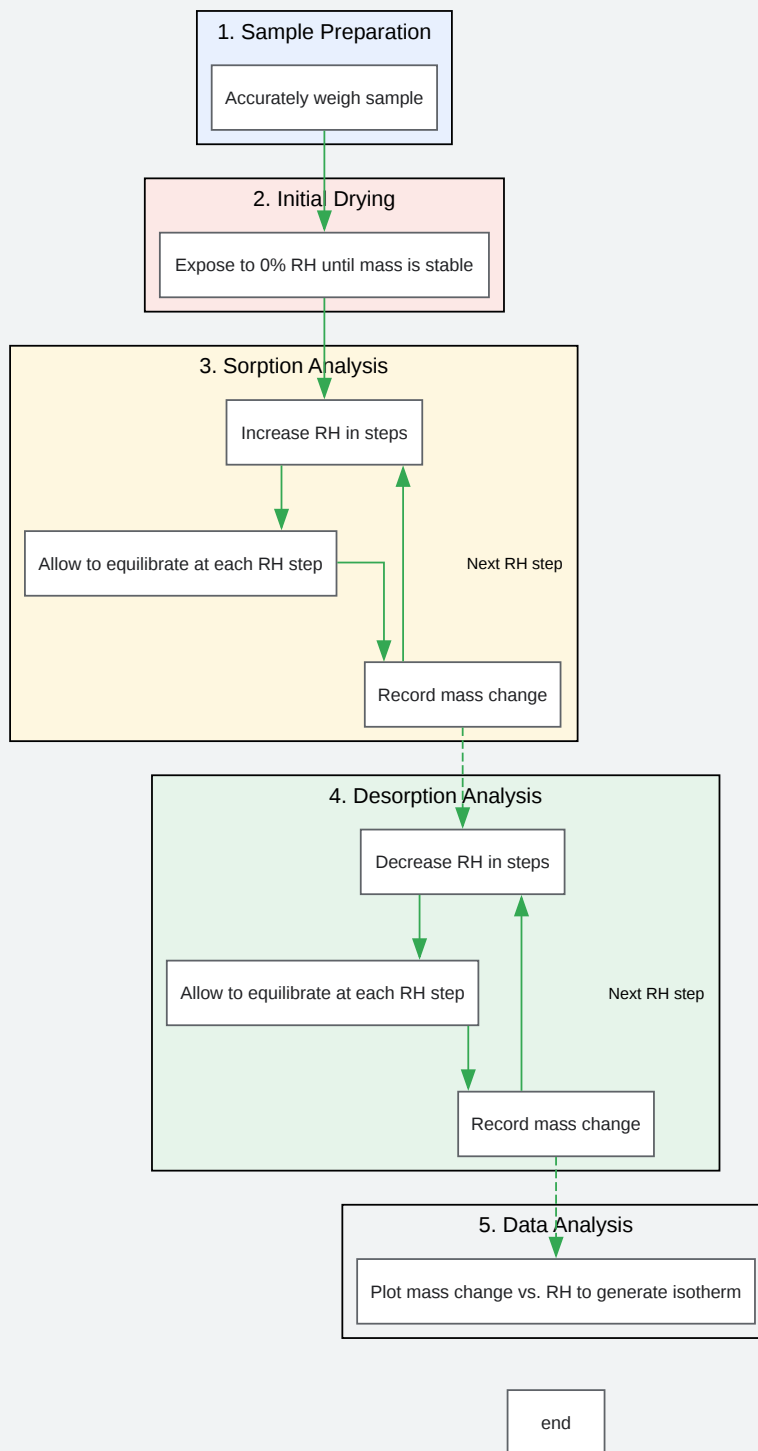 1. Sample Preparation
Accurately weigh sample
2. Initial Drying
Expose to 0% RH until mass is stable
3. Sorption Analysis
Increase RH in steps
Allow to equilibrate at each RH step
Next RH step
Record mass change
4. Desorption Analysis
Decrease RH in steps
Allow to equilibrate at each RH step
Next RH step
Record mass change
5. Data Analysis
Plot mass change vs. RH to generate isotherm
end